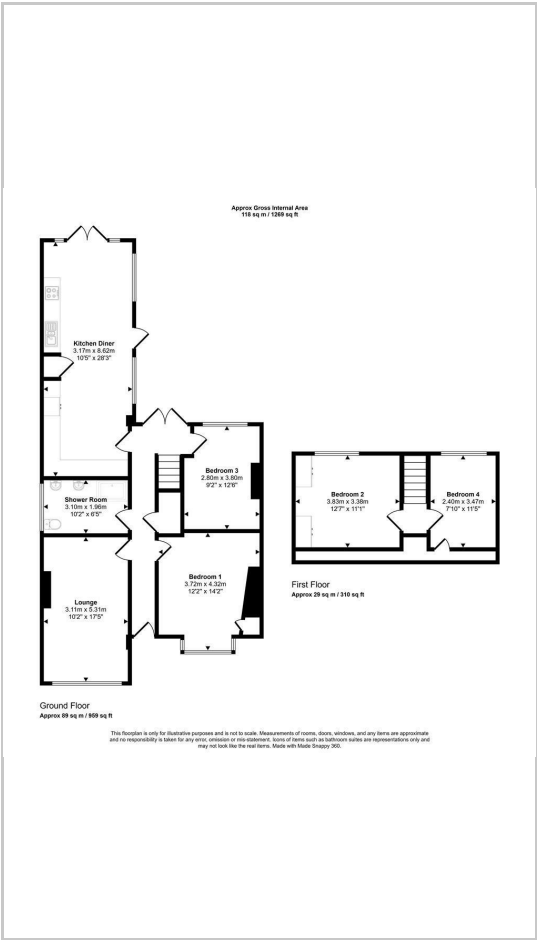 Approx Gross Internal Area
118 sq m / 1269 sq ft
Kitchen Diner
3.17m x 8.62m
10'5" x 28'3"
Bedroom 3
2.80m x 3.80m
9'2" x 12'6"
Shower Room
3.10m x 1.96m
10'2" x 6'5"
Bedroom 2
3.83m x 3.38m
12'7" x 11'1"
Bedroom 4
2.40m x 3.47m
7'10" x 11'5"
Bedroom 1
3.72m x 4.32m
12'2" x 14'2"
Lounge
3.11m x 5.31m
10'2" x 17'5"
First Floor
Approx 29 sq m / 310 sq ft
Ground Floor
Approx 89 sq m / 959 sq ft
This floorplan is only for illustrative purposes and is not to scale. Measurements of rooms, doors, windows, and any items are approximate
and no responsibility is taken for any error, omission or mis-statement. Icons of items such as bathroom suites are representations only and
may not look like the real items. Made with Made Snappy 360.